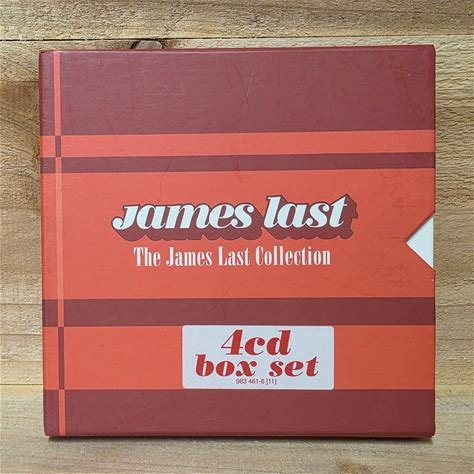 james last
The James Last Collection
4cd
box set
983 461-6 [11]